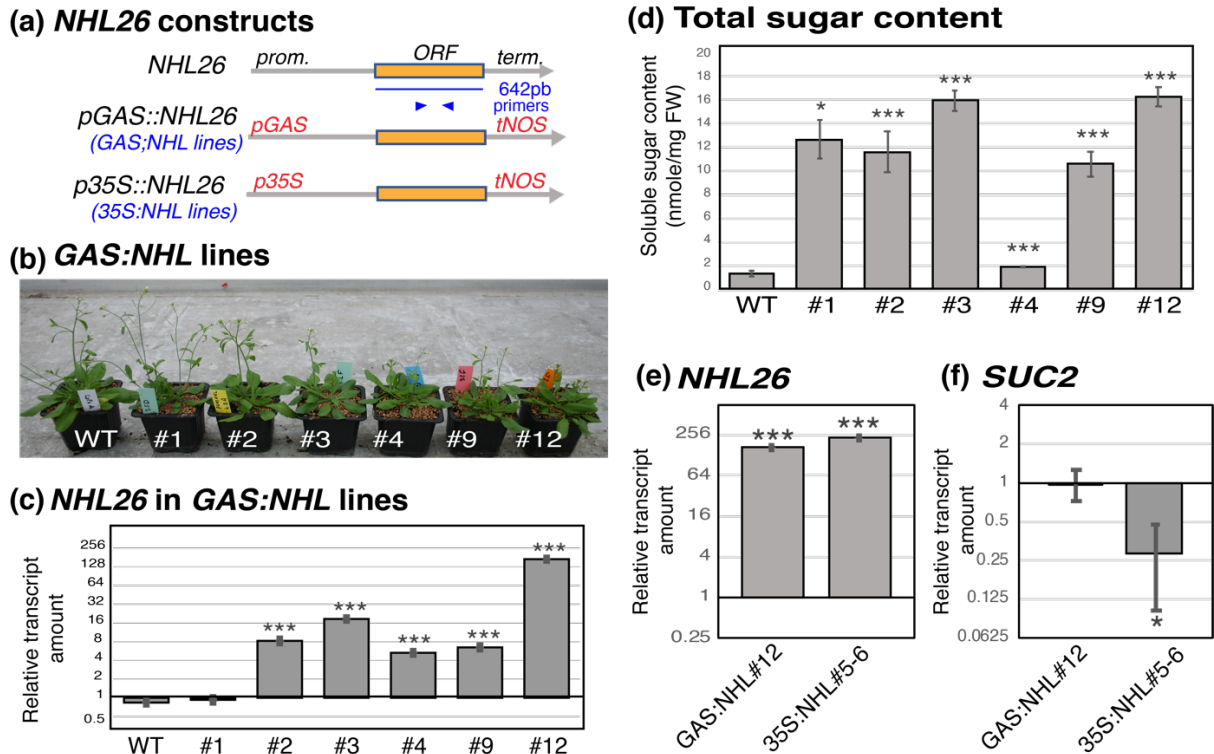 (a) NHL26 constructs
NHL26
prom.
ORF
term.
642pb
primers
pGAS::NHL26
(GAS;NHL lines)
pGAS
tNOS
p35S::NHL26
(35S:NHL lines)
p35S
tNOS
(b) GAS:NHL lines
WT #1 #2 #3 #4 #9 #12
(c) NHL26 in GAS:NHL lines
Relative transcript
amount
256
128
64
32
16
8
4
2
1
0.5
*** *** *** *** ***
WT #1 #2 #3 #4 #9 #12
(d) Total sugar content
Soluble sugar content
(nmole/mg FW)
20
18
16
14
12
10
8
6
4
2
0
* *** *** *** *** ***
WT #1 #2 #3 #4 #9 #12
(e) NHL26
Relative transcript
amount
256
64
16
4
1
0.25
*** ***
GAS:NHL#12
35S:NHL#5-6
(f) SUC2
Relative transcript
amount
4
2
1
0.5
0.25
0.125
0.0625
*
GAS:NHL#12
35S:NHL#5-6